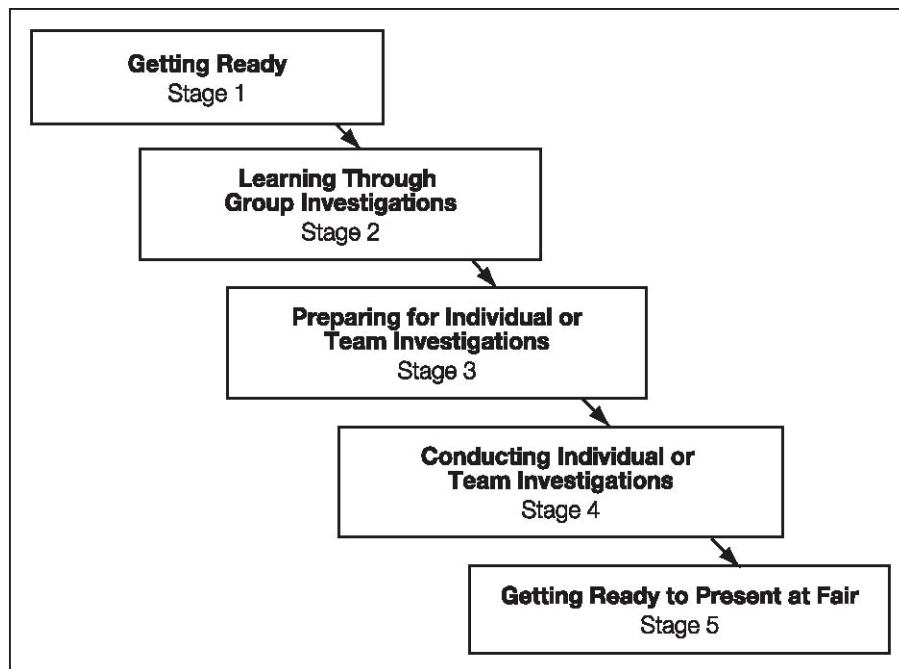 Getting Ready
Stage 1
Learning Through
Group Investigations
Stage 2
Preparing for Individual or
Team Investigations
Stage 3
Conducting Individual or
Team Investigations
Stage 4
Getting Ready to Present at Fair
Stage 5